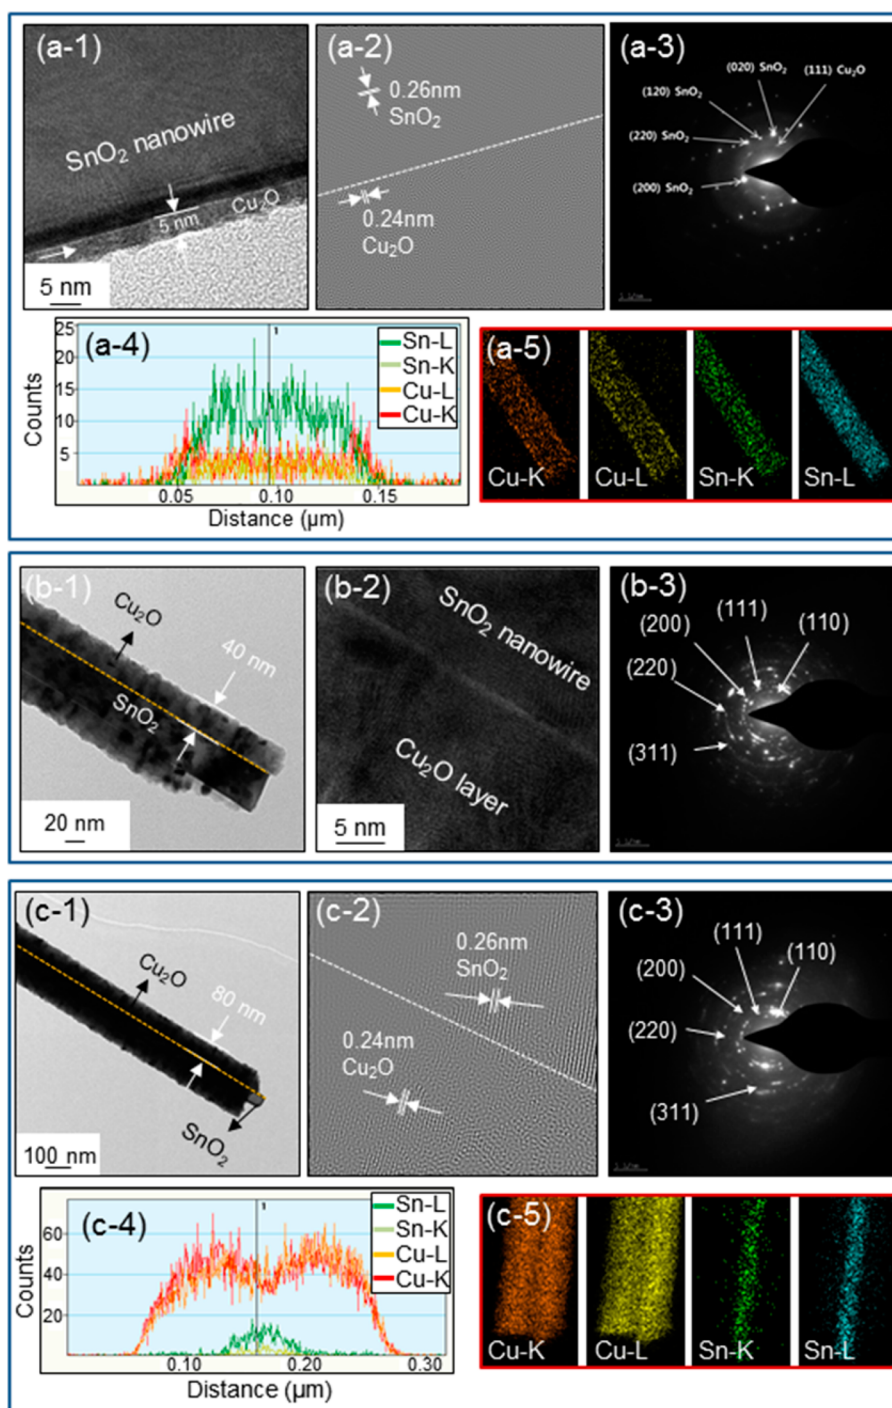 (a-1)
SnO₂ nanowire
5 nm
Cu₂O
5 nm
(a-2)
0.26nm
SnO₂
0.24nm
Cu₂O
(a-3)
(020) SnO₂
(111) Cu₂O
(120) SnO₂
(220) SnO₂
(200) SnO₂
(a-4)
Counts
25
20
15
10
5
1
Sn-L
Sn-K
Cu-L
Cu-K
0.05
0.10
0.15
Distance (µm)
(a-5)
Cu-K
Cu-L
Sn-K
Sn-L
(b-1)
Cu₂O
40 nm
SnO₂
20 nm
(b-2)
SnO₂ nanowire
Cu₂O layer
5 nm
(b-3)
(111)
(200)
(110)
(220)
(311)
(c-1)
Cu₂O
80 nm
SnO₂
100 nm
(c-2)
0.26nm
SnO₂
0.24nm
Cu₂O
(c-3)
(111)
(110)
(200)
(220)
(311)
(c-4)
Counts
60
40
20
1
Sn-L
Sn-K
Cu-L
Cu-K
0.10
0.20
0.30
Distance (µm)
(c-5)
Cu-K
Cu-L
Sn-K
Sn-L